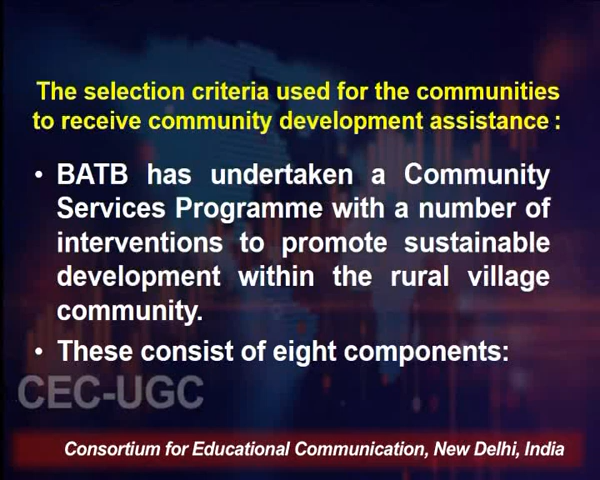 The selection criteria used for the communities
to receive community development assistance :
• BATB has undertaken a Community
Services Programme with a number of
interventions to promote sustainable
development within the rural village
community.
• These consist of eight components:
CEC-UGC
Consortium for Educational Communication, New Delhi, India